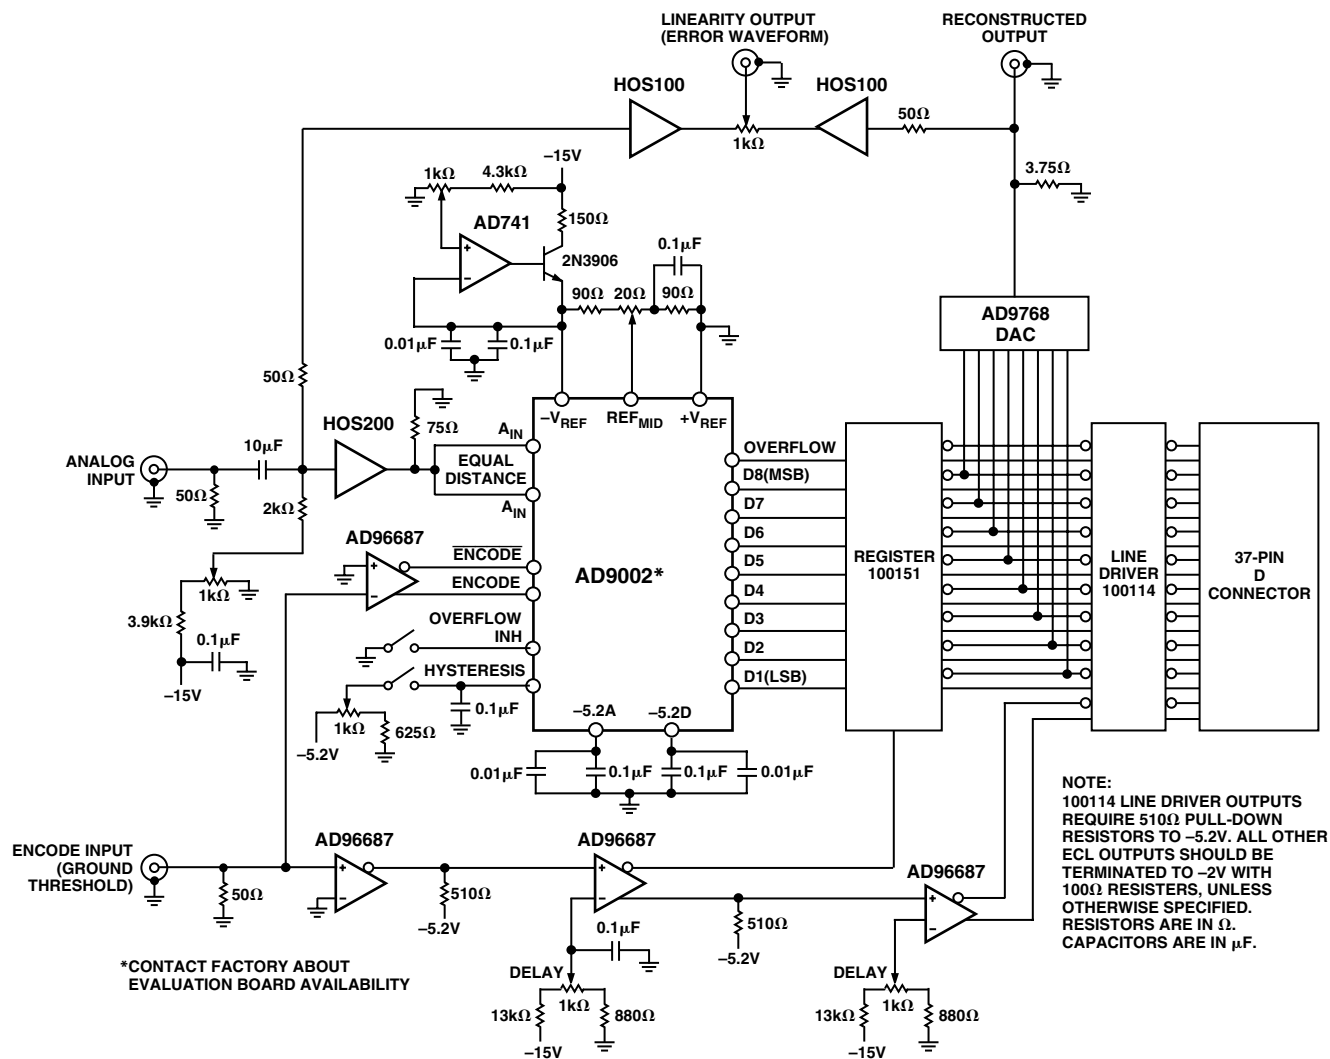 LINEARITY OUTPUT
(ERROR WAVEFORM)
RECONSTRUCTED
OUTPUT
HOS100
HOS100
50Ω
1kΩ
–15V
3.75Ω
1kΩ
4.3kΩ
150Ω
AD741
+
–
2N3906
0.1μF
90Ω
20Ω
90Ω
AD9768
DAC
0.01μF
0.1μF
50Ω
HOS200
75Ω
–VREF
REFMID
+VREF
10μF
AIN
ANALOG
INPUT
EQUAL
DISTANCE
50Ω
2kΩ
AIN
OVERFLOW
D8(MSB)
D7
D6
D5
D4
D3
D2
D1(LSB)
AD96687
+
–
ENCODE
ENCODE
AD9002*
REGISTER
100151
LINE
DRIVER
100114
37-PIN
D
CONNECTOR
1kΩ
3.9kΩ
0.1μF
–15V
OVERFLOW
INH
HYSTERESIS
0.1μF
1kΩ
625Ω
–5.2V
–5.2A
–5.2D
0.01μF
0.1μF
0.1μF
0.01μF
NOTE:
100114 LINE DRIVER OUTPUTS
REQUIRE 510Ω PULL-DOWN
RESISTORS TO –5.2V. ALL OTHER
ECL OUTPUTS SHOULD BE
TERMINATED TO –2V WITH
100Ω RESISTERS, UNLESS
OTHERWISE SPECIFIED.
RESISTORS ARE IN Ω.
CAPACITORS ARE IN μF.
ENCODE INPUT
(GROUND
THRESHOLD)
50Ω
AD96687
+
–
510Ω
–5.2V
AD96687
+
–
0.1μF
510Ω
–5.2V
AD96687
+
–
DELAY
1kΩ
13kΩ
880Ω
–15V
DELAY
1kΩ
13kΩ
880Ω
–15V
*CONTACT FACTORY ABOUT
EVALUATION BOARD AVAILABILITY